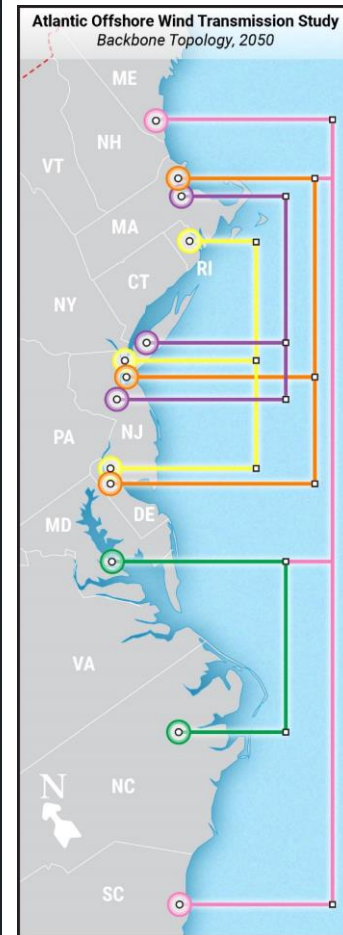 Atlantic Offshore Wind Transmission Study
Backbone Topology, 2050
ME
NH
VT
MA
RI
CT
NY
NJ
PA
DE
MD
VA
N
NC
SC